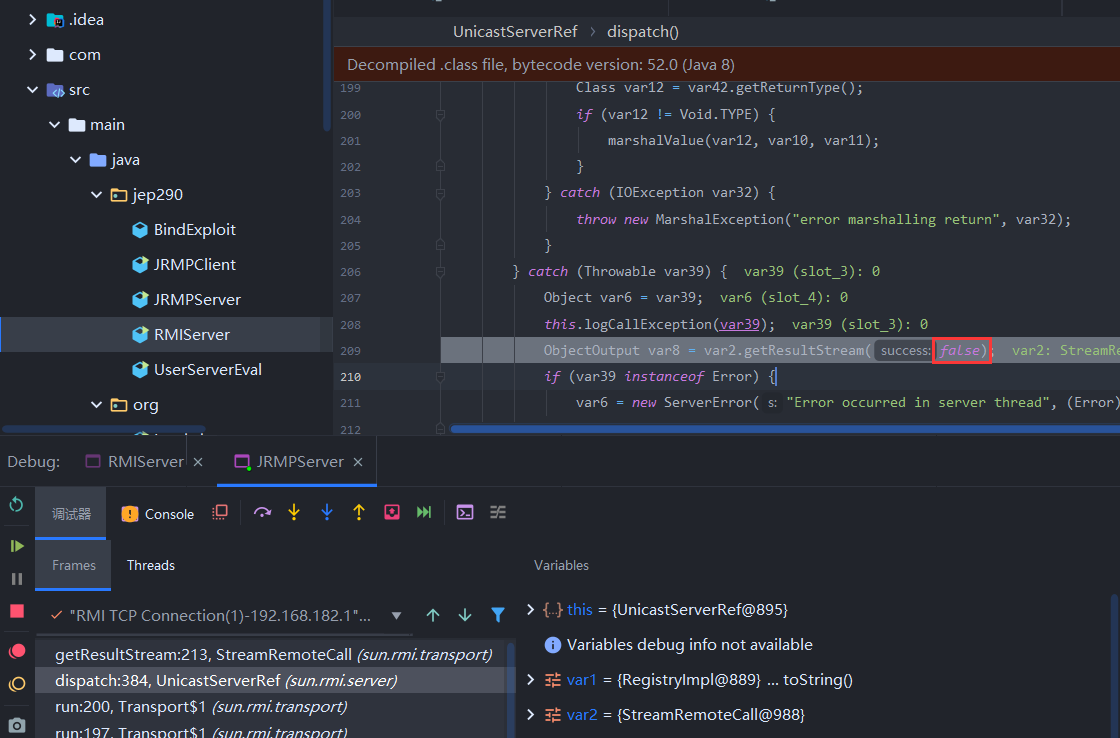 .idea
com
src
main
java
jep290
BindExploit
JRMPClient
JRMPServer
RMIServer
UserServerEval
org
UnicastServerRef > dispatch()
Decompiled .class file, bytecode version: 52.0 (Java 8)
199 Class var12 = var42.getReturnType();
200 if (var12 != Void.TYPE) {
201 marshalValue(var12, var10, var11);
202 }
203 } catch (IOException var32) {
204 throw new MarshalException("error marshalling return", var32);
205 }
206 } catch (Throwable var39) { var39 (slot_3): 0
207 Object var6 = var39; var6 (slot_4): 0
208 this.logCallException(var39); var39 (slot_3): 0
209 ObjectOutput var8 = var2.getResultStream( success: false); var2: StreamRe
210 if (var39 instanceof Error) {
211 var6 = new ServerError( s: "Error occurred in server thread", (Error)
212
Debug: RMIServer × JRMPServer ×
调试器 Console
Frames Threads
"RMI TCP Connection(1)-192.168.182.1"...
getResultStream:213, StreamRemoteCall (sun.rmi.transport)
dispatch:384, UnicastServerRef (sun.rmi.server)
run:200, Transport$1 (sun.rmi.transport)
run:197, Transport$1 (sun.rmi.transport)
Variables
this = {UnicastServerRef@895}
Variables debug info not available
var1 = {RegistryImpl@889} ... toString()
var2 = {StreamRemoteCall@988}